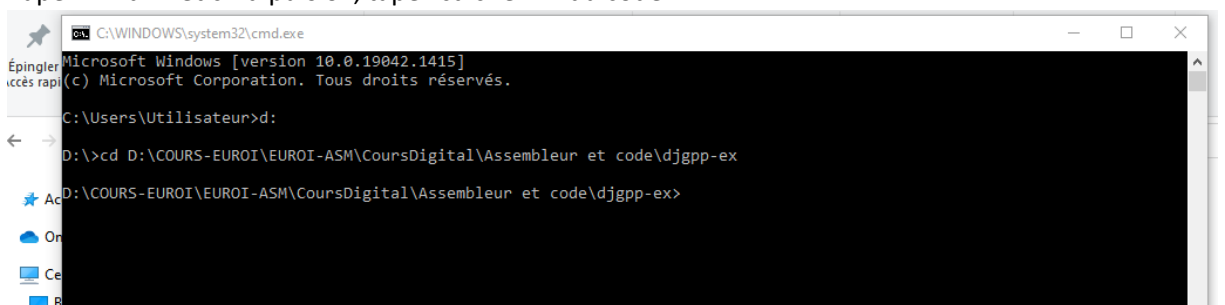 C:\WINDOWS\system32\cmd.exe
Épingler
Microsoft Windows [version 10.0.19042.1415]
(c) Microsoft Corporation. Tous droits réservés.
C:\Users\Utilisateur>d:
D:\>cd D:\COURS-EUROI\EUROI-ASM\CoursDigital\Assembleur et code\djgpp-ex
D:\COURS-EUROI\EUROI-ASM\CoursDigital\Assembleur et code\djgpp-ex>